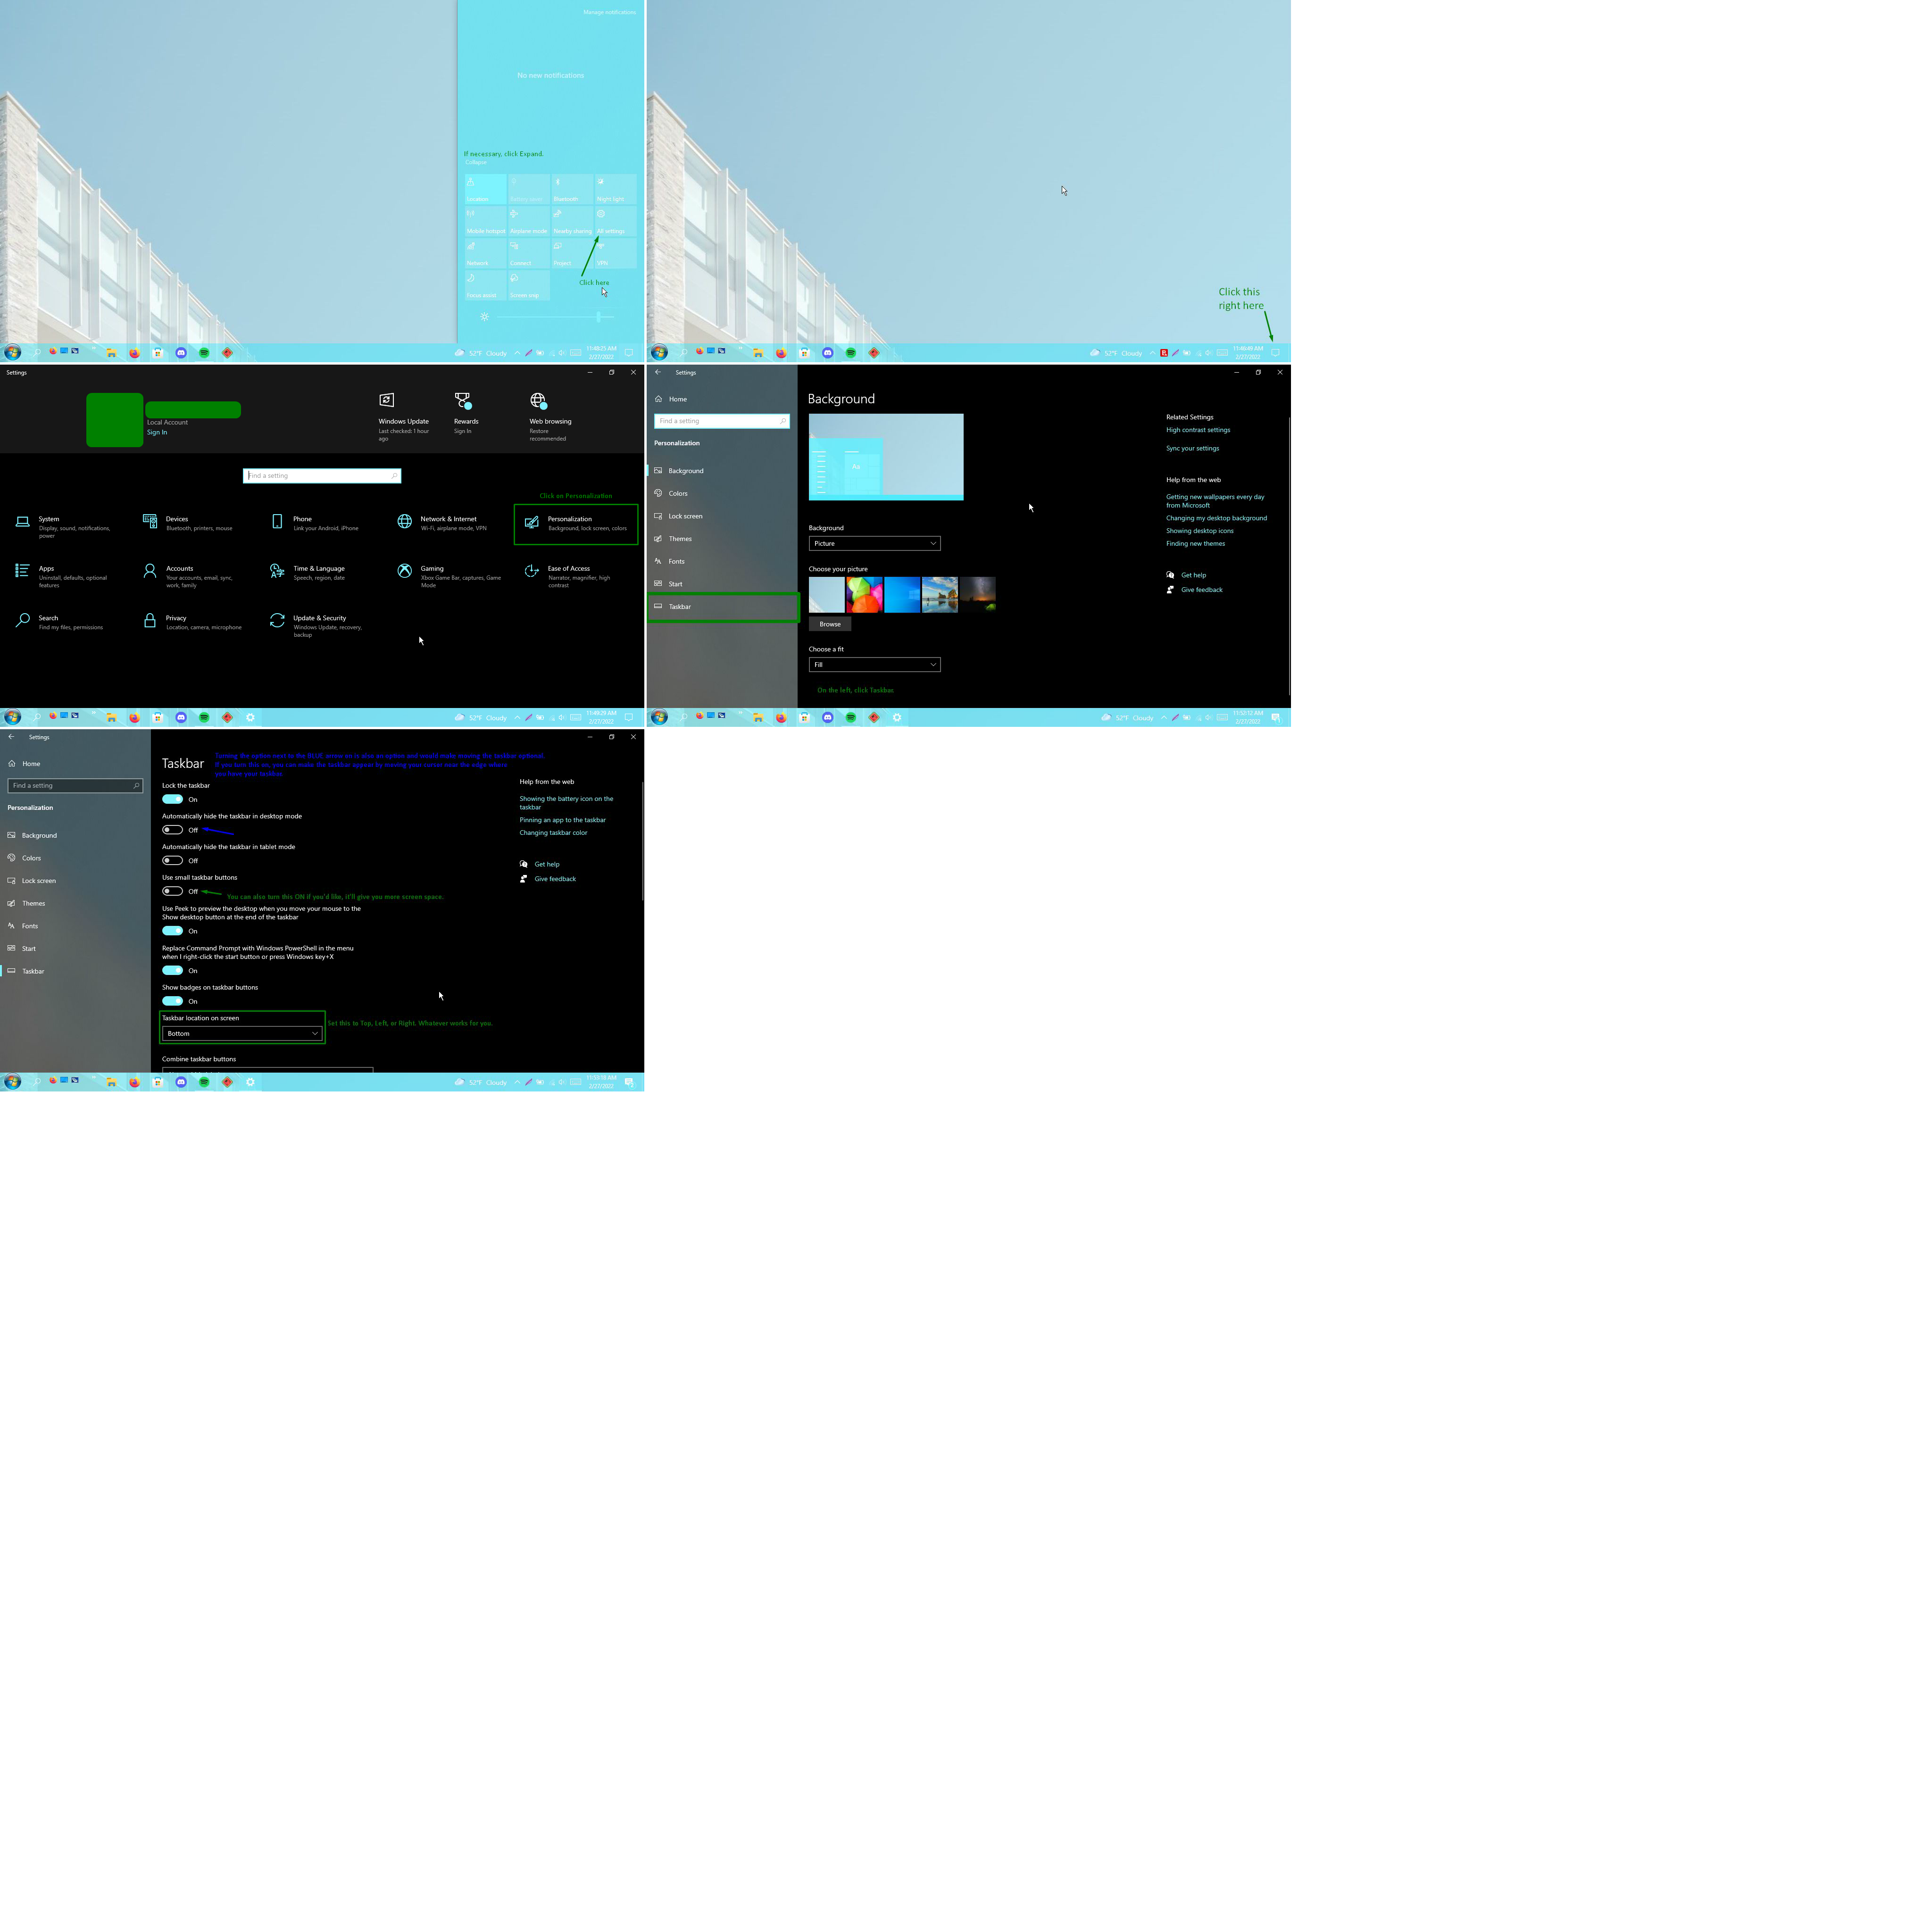 Manage notifications
No new notifications
If necessary, click Expand.
Collapse
Location
Battery saver
Bluetooth
Night light
Mobile hotspot
Airplane mode
Nearby sharing
All settings
Network
Connect
Project
VPN
Focus assist
Screen snip
Click here
52°F Cloudy
11:48:25 AM
2/27/2022
Click this
right here
52°F Cloudy
11:46:49 AM
2/27/2022
Settings
Local Account
Sign In
Windows Update
Last checked: 1 hour
ago
Rewards
Sign In
Web browsing
Restore
recommended
Find a setting
Click on Personalization
System
Display, sound, notifications,
power
Devices
Bluetooth, printers, mouse
Phone
Link your Android, iPhone
Network & Internet
Wi-Fi, airplane mode, VPN
Personalization
Background, lock screen, colors
Apps
Uninstall, defaults, optional
features
Accounts
Your accounts, email, sync,
work, family
Time & Language
Speech, region, date
Gaming
Xbox Game Bar, captures, Game
Mode
Ease of Access
Narrator, magnifier, high
contrast
Search
Find my files, permissions
Privacy
Location, camera, microphone
Update & Security
Windows Update, recovery,
backup
52°F Cloudy
2/27/2022
Settings
Home
Find a setting
Personalization
Background
Colors
Lock screen
Themes
Fonts
Start
Taskbar
Background
Aa
Background
Picture
Choose your picture
Browse
Choose a fit
Fill
On the left, click Taskbar
Related Settings
High contrast settings
Sync your settings
Help from the web
Getting new wallpapers every day
from Microsoft
Changing my desktop background
Showing desktop icons
Finding new themes
Get help
Give feedback
52°F Cloudy
2/27/2022
Settings
Home
Find a setting
Personalization
Background
Colors
Lock screen
Themes
Fonts
Start
Taskbar
Taskbar
Turning the option next to the BLUE arrow on is also an option and would make moving the taskbar optional.
If you turn this on, you can make the taskbar appear by moving your cursor near the edge where
you have your taskbar
Lock the taskbar
On
Automatically hide the taskbar in desktop mode
Off
Automatically hide the taskbar in tablet mode
Off
Use small taskbar buttons
Off
You can also turn this ON if you'd like, it'll give you more screen space.
Use Peek to preview the desktop when you move your mouse to the
Show desktop button at the end of the taskbar
On
Replace Command Prompt with Windows PowerShell in the menu
when I right-click the start button or press Windows key+X
On
Show badges on taskbar buttons
On
Taskbar location on screen
Bottom
Set this to Top, Left, or Right. Whatever works for you.
Combine taskbar buttons
Help from the web
Showing the battery icon on the
taskbar
Pinning an app to the taskbar
Changing taskbar color
Get help
Give feedback
52°F Cloudy
2/27/2022